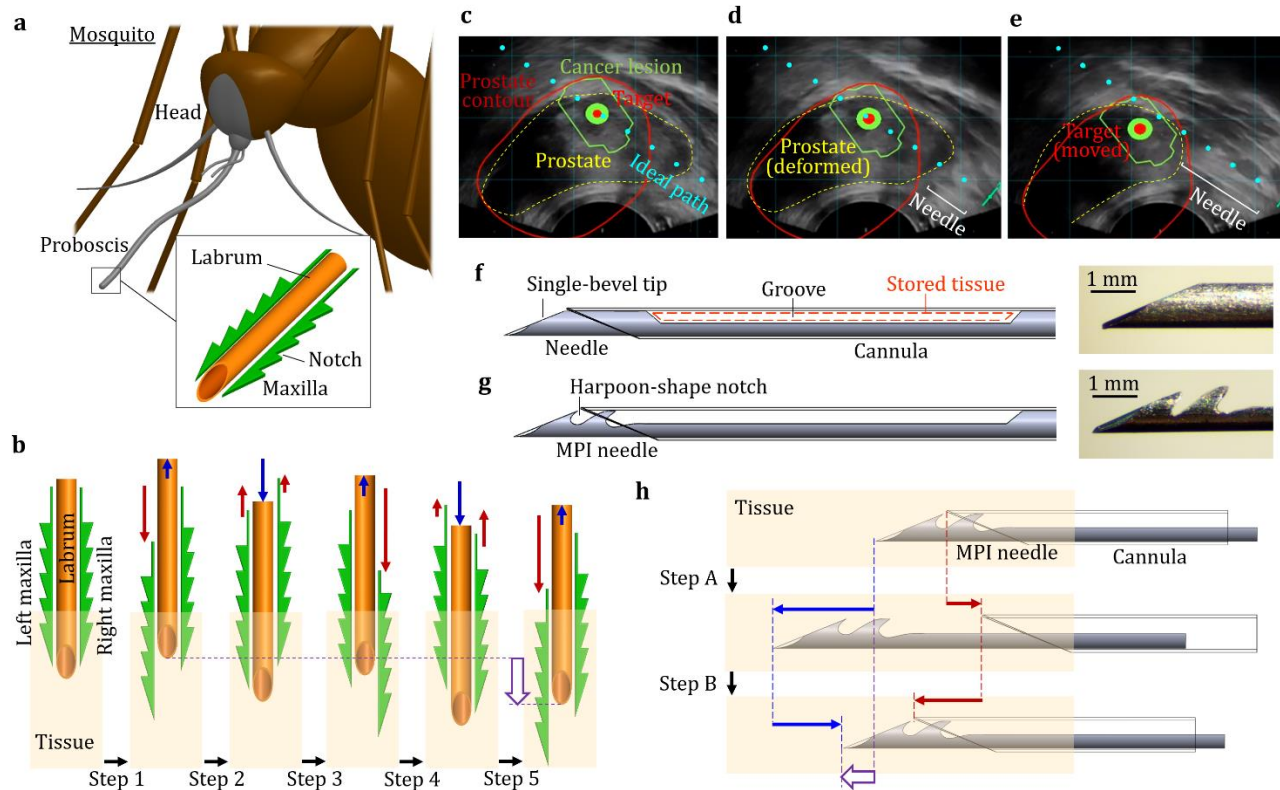 a
Mosquito
Head
Proboscis
Labrum
Notch
Maxilla
b
Left maxilla
Labrum
Right maxilla
Tissue
Step 1
Step 2
Step 3
Step 4
Step 5
c
Cancer lesion
Prostate
contour
Target
Prostate
Ideal path
d
Prostate
(deformed)
Needle
e
Target
(moved)
Needle
f
Single-bevel tip
Groove
Stored tissue
Needle
Cannula
1 mm
g
Harpoon-shape notch
MPI needle
1 mm
h
Tissue
MPI needle
Cannula
Step A
Step B